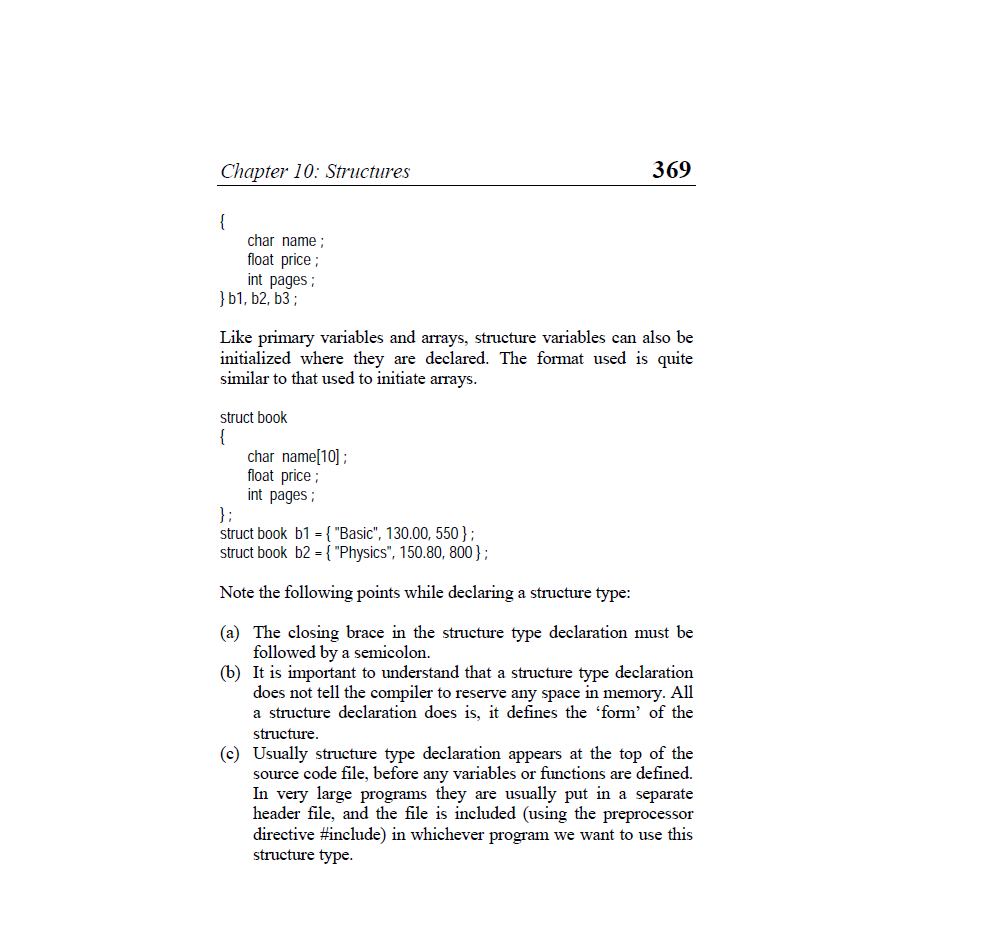 Chapter 10: Structures 369
{
char name ;
float price ;
int pages ;
} b1, b2, b3 ;
Like primary variables and arrays, structure variables can also be
initialized where they are declared. The format used is quite
similar to that used to initiate arrays.
struct book
{
char name[10] ;
float price ;
int pages ;
} ;
struct book b1 = { "Basic", 130.00, 550 } ;
struct book b2 = { "Physics", 150.80, 800 } ;
Note the following points while declaring a structure type:
(a) The closing brace in the structure type declaration must be
followed by a semicolon.
(b) It is important to understand that a structure type declaration
does not tell the compiler to reserve any space in memory. All
a structure declaration does is, it defines the ‘form’ of the
structure.
(c) Usually structure type declaration appears at the top of the
source code file, before any variables or functions are defined.
In very large programs they are usually put in a separate
header file, and the file is included (using the preprocessor
directive #include) in whichever program we want to use this
structure type.